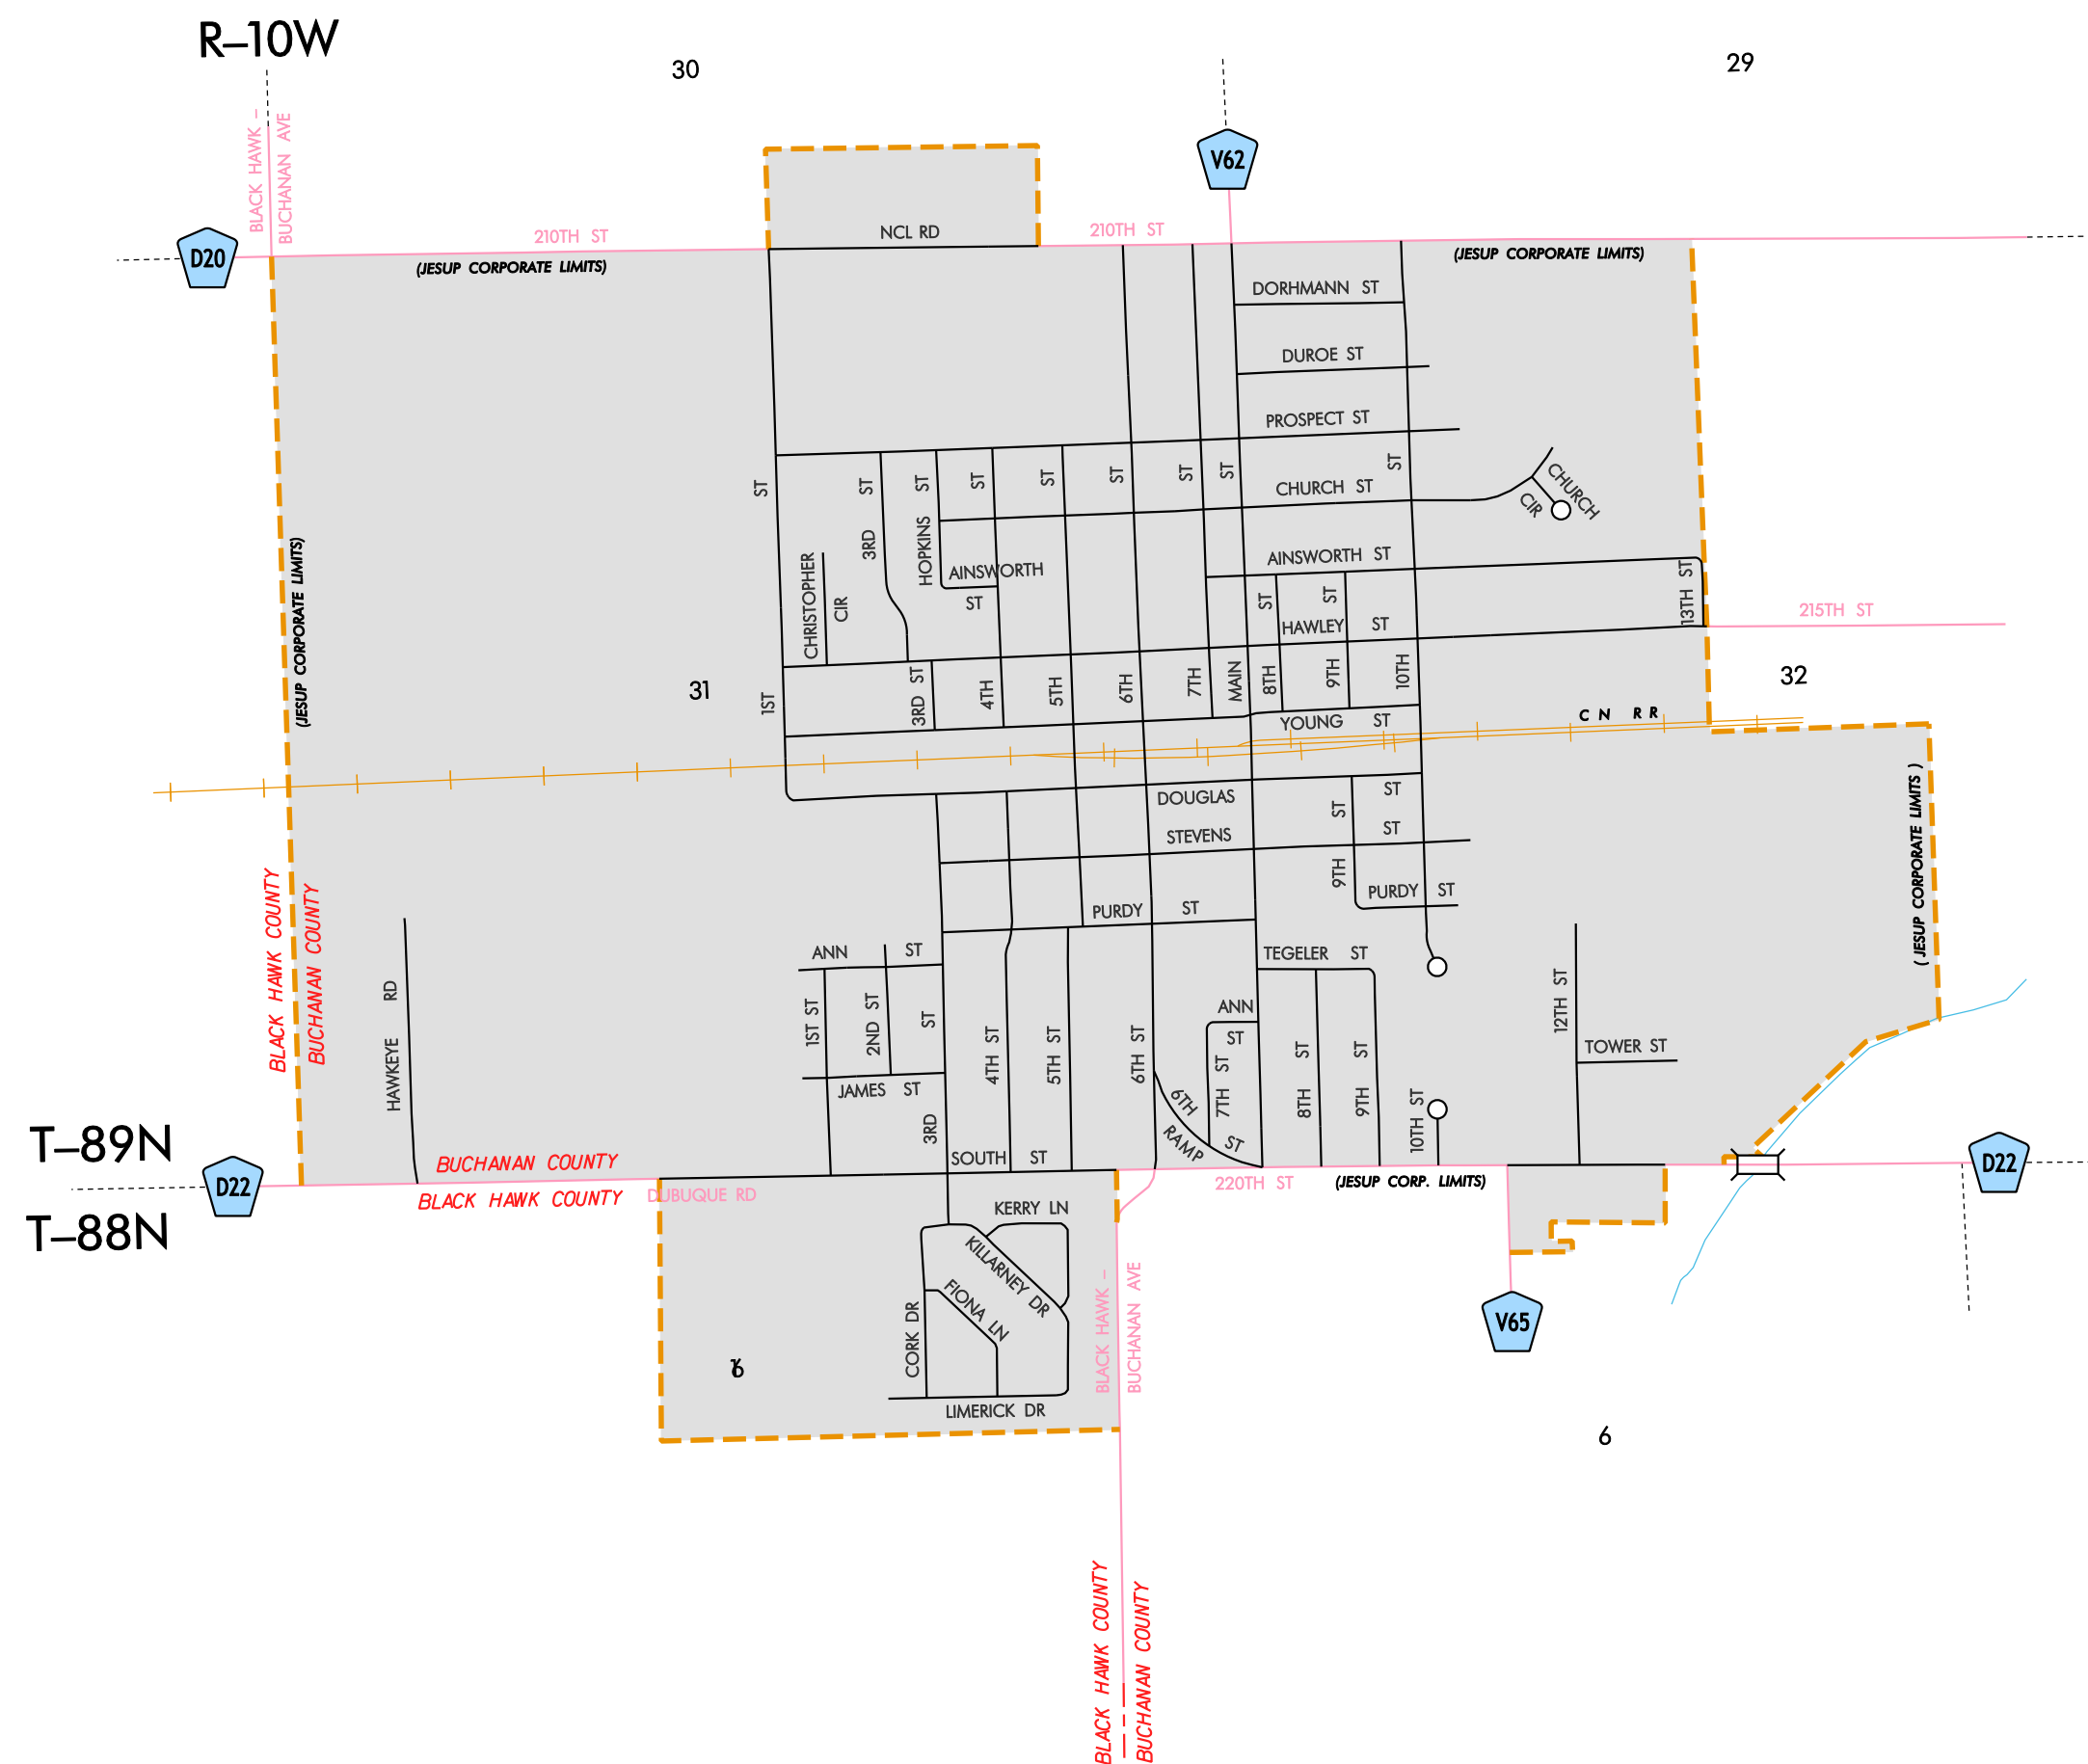 R–10W
30
29
BLACK HAWK –
BUCHANAN AVE
V62
D20
210TH ST
NCL RD
210TH ST
(JESUP CORPORATE LIMITS)
(JESUP CORPORATE LIMITS)
DORHMANN ST
DUROE ST
PROSPECT ST
CHURCH ST
CHURCH
CIR
1ST ST
3RD ST
HOPKINS ST
4TH ST
5TH ST
6TH ST
7TH ST
MAIN ST
10TH ST
AINSWORTH
ST
AINSWORTH ST
CHRISTOPHER
CIR
(JESUP CORPORATE LIMITS)
8TH ST
9TH ST
HAWLEY ST
13TH ST
215TH ST
31
32
3RD ST
YOUNG ST
CN RR
DOUGLAS ST
STEVENS ST
9TH ST
PURDY ST
PURDY ST
(JESUP CORPORATE LIMITS)
BLACK HAWK COUNTY
BUCHANAN COUNTY
HAWKEYE RD
ANN ST
1ST ST
2ND ST
3RD ST
4TH ST
5TH ST
6TH ST
TEGELER ST
ANN
ST
7TH ST
8TH ST
9TH ST
10TH ST
12TH ST
TOWER ST
JAMES ST
6TH
RAMP ST
SOUTH ST
T–89N
D22
BUCHANAN COUNTY
BLACK HAWK COUNTY
DUBUQUE RD
220TH ST
(JESUP CORP. LIMITS)
D22
T–88N
KERRY LN
KILLARNEY DR
FIONA LN
CORK DR
LIMERICK DR
BLACK HAWK –
BUCHANAN AVE
V65
6
BLACK HAWK COUNTY
BUCHANAN COUNTY